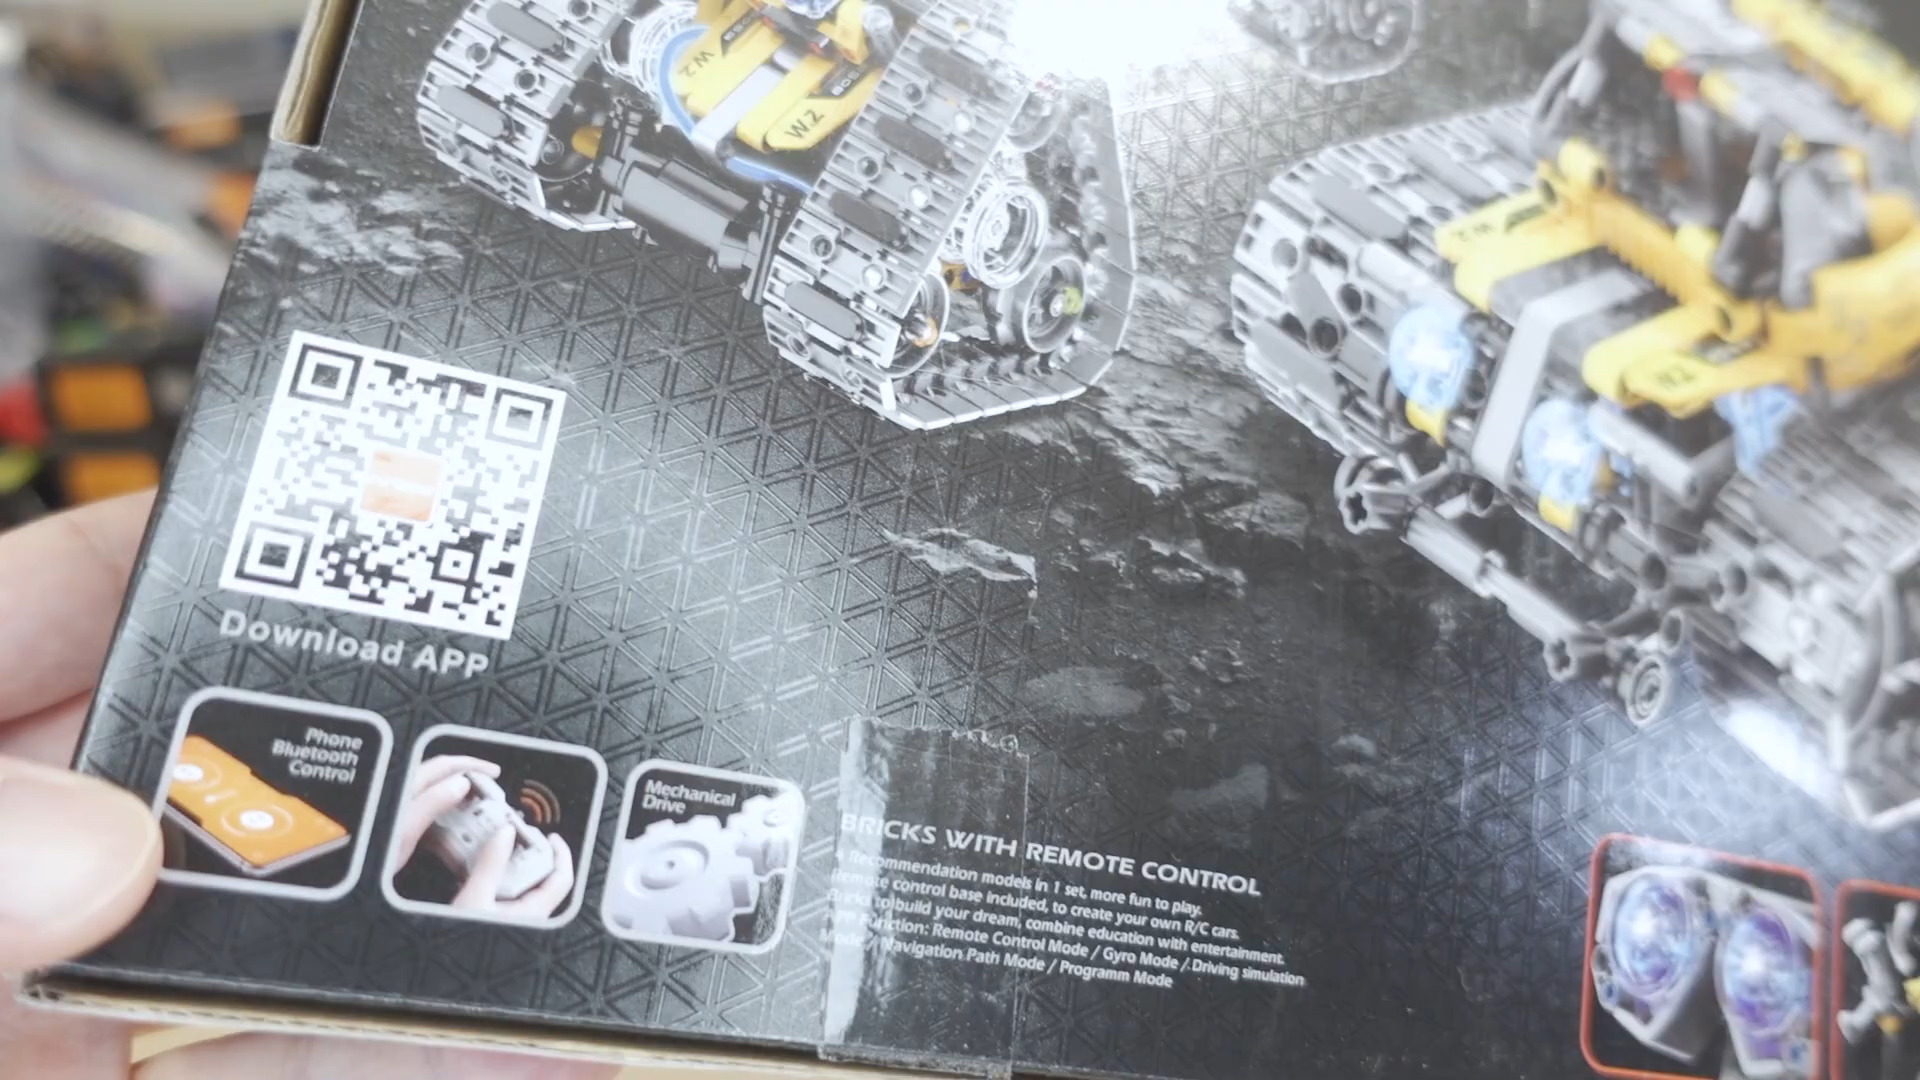 W2
W2
W2
Download APP
Phone
Bluetooth
Control
Mechanical
Drive
BRICKS WITH REMOTE CONTROL
Recommendation models in 1 set, more fun to play.
Remote control base included, to create your own R/C cars.
Bricks to build your dream, combine education with entertainment.
APP Function: Remote Control Mode / Gyro Mode / Driving simulation
Mode / Navigation Path Mode / Programm Mode